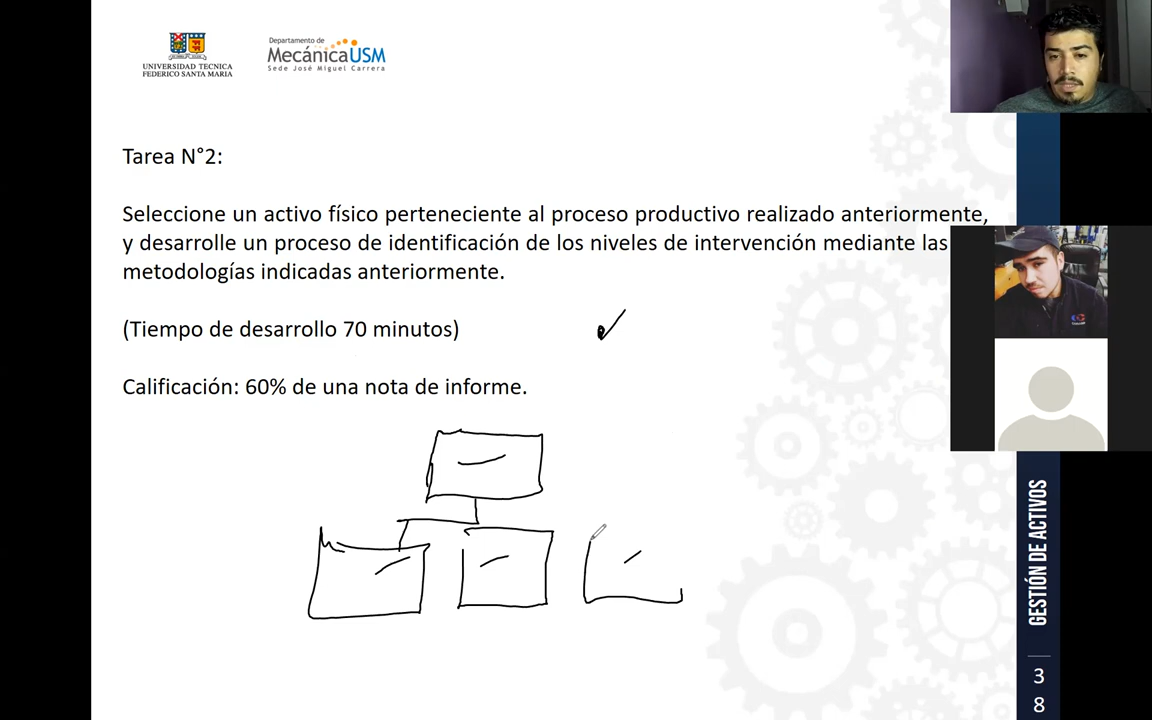 UNIVERSIDAD TECNICA
FEDERICO SANTA MARIA
Departamento de
MecánicaUSM
Sede José Miguel Carrera
Tarea N°2:
Seleccione un activo físico perteneciente al proceso productivo realizado anteriormente,
y desarrolle un proceso de identificación de los niveles de intervención mediante las
metodologías indicadas anteriormente.
(Tiempo de desarrollo 70 minutos)
Calificación: 60% de una nota de informe.
GESTIÓN DE ACTIVOS
3
8